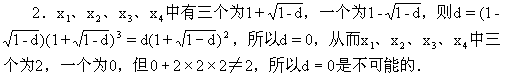 2．x₁、x₂、x₃、x₄中有三个为1+√(1-d)，一个为1-√(1-d)，则d=(1-
√(1-d))(1+√(1-d))³=d(1+√(1-d))²，所以d=0，从而x₁、x₂、x₃、x₄中三
个为2，一个为0，但0+2×2×2≠2，所以d=0是不可能的．